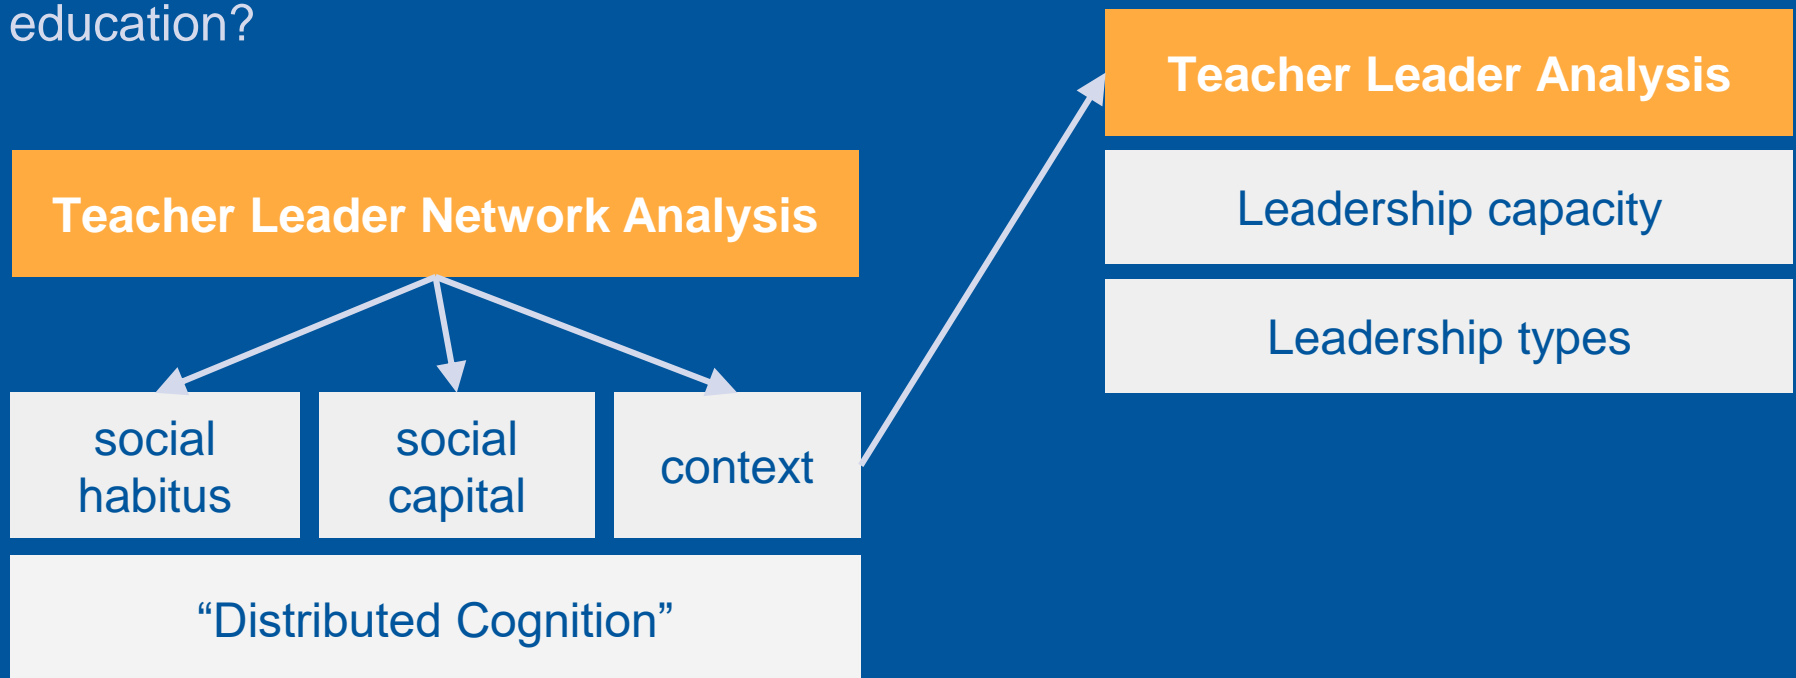 education?
Teacher Leader Network Analysis
social
habitus
social
capital
context
“Distributed Cognition”
Teacher Leader Analysis
Leadership capacity
Leadership types